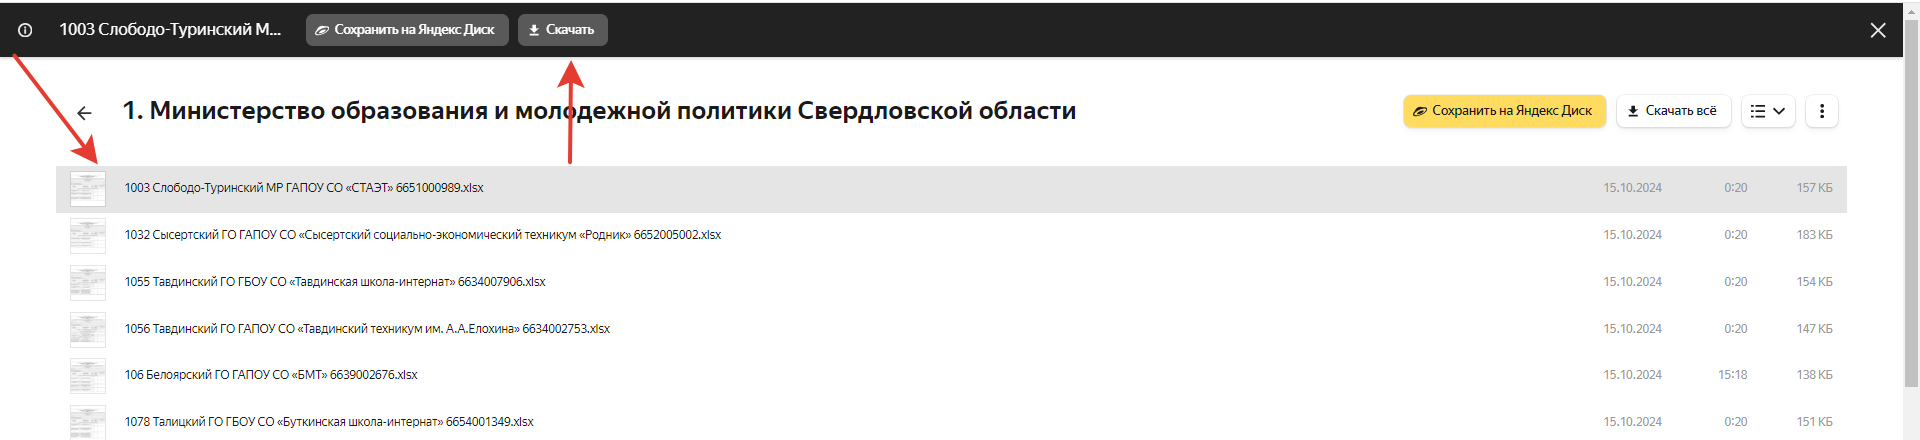 1003 Слободо-Туринский М...
Сохранить на Яндекс Диск
Скачать
1. Министерство образования и молодежной политики Свердловской области
Сохранить на Яндекс Диск
Скачать всё
1003 Слободо-Туринский МР ГАПОУ СО «СТАЭТ» 6651000989.xlsx 15.10.2024 0:20 157 КБ
1032 Сысертский ГО ГАПОУ СО «Сысертский социально-экономический техникум «Родник» 6652005002.xlsx 15.10.2024 0:20 183 КБ
1055 Тавдинский ГО ГБОУ СО «Тавдинская школа-интернат» 6634007906.xlsx 15.10.2024 0:20 154 КБ
1056 Тавдинский ГО ГАПОУ СО «Тавдинский техникум им. А.А.Елохина» 6634002753.xlsx 15.10.2024 0:20 147 КБ
106 Белоярский ГО ГАПОУ СО «БМТ» 6639002676.xlsx 15.10.2024 15:18 138 КБ
1078 Талицкий ГО ГБОУ СО «Буткинская школа-интернат» 6654001349.xlsx 15.10.2024 0:20 151 КБ